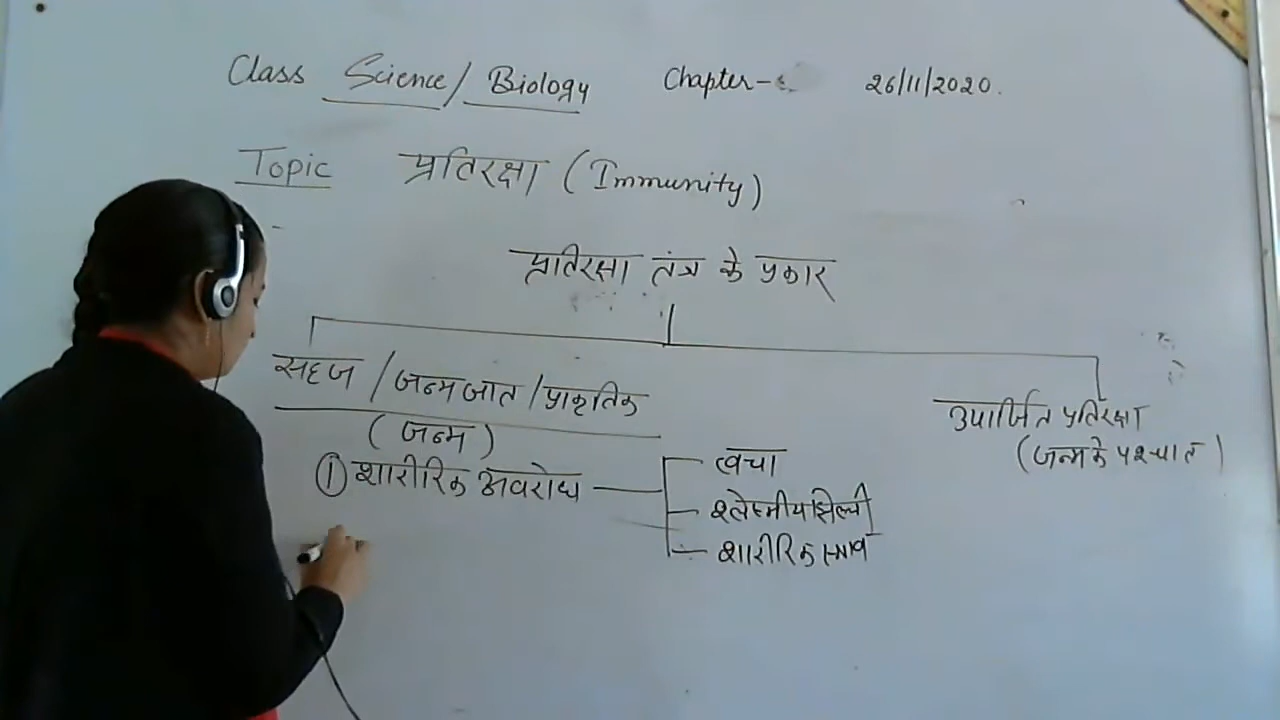 Class Science/Biology Chapter- 26/11/2020.
Topic प्रतिरक्षा (Immunity)
प्रतिरक्षा तंत्र के प्रकार
सहज/जन्मजात/प्राकृतिक
(जन्म)
उपार्जित प्रतिरक्षा
(जन्म के पश्चात)
① शारीरिक अवरोध
त्वचा
श्लेष्मीय झिल्ली
शारीरिक स्त्राव